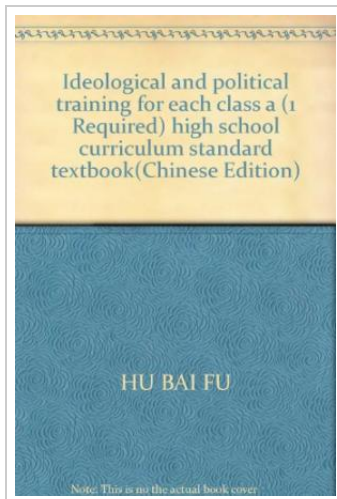 Ideological and political
training for each class a (1
Required) high school
curriculum standard
textbook(Chinese Edition)
HU BAI FU
Note: This is no the actual book cover